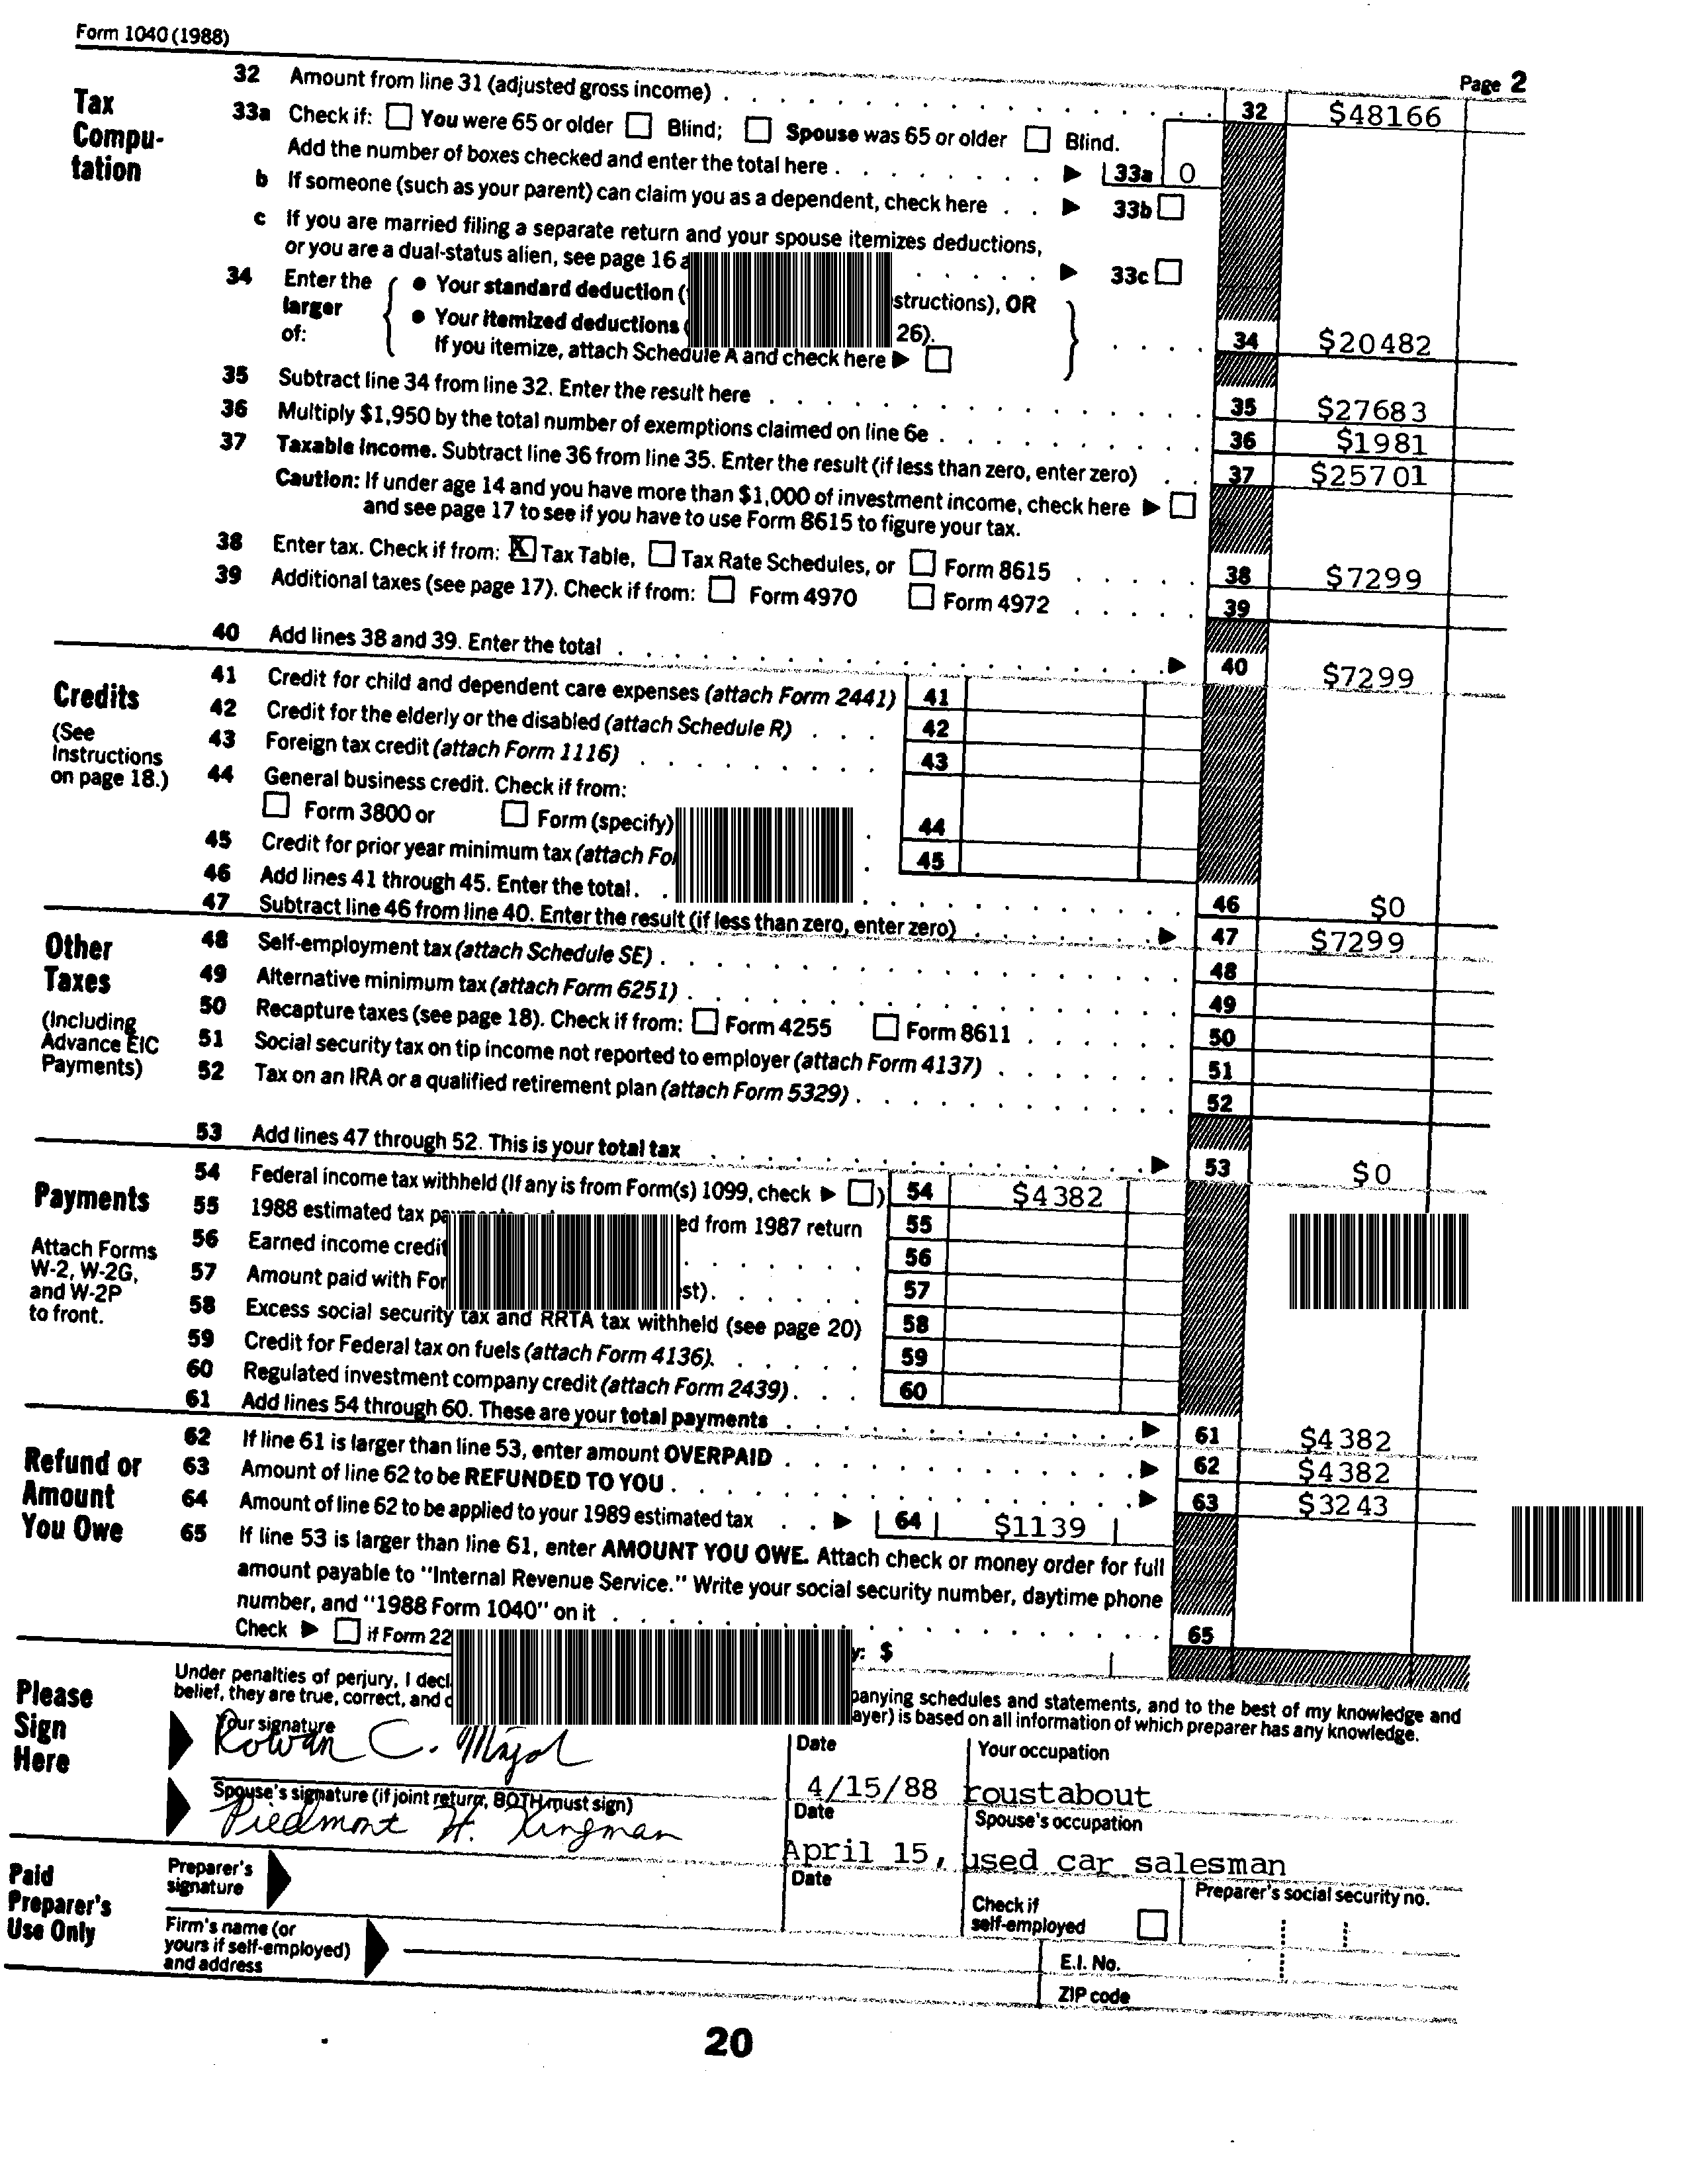 Form 1040 (1988)
Page 2
Tax Compu-tation
32 Amount from line 31 (adjusted gross income) . . . 32 $48166
33a Check if: You were 65 or older Blind; Spouse was 65 or older Blind.
Add the number of boxes checked and enter the total here . . . 33a 0
b If someone (such as your parent) can claim you as a dependent, check here . . 33b
c If you are married filing a separate return and your spouse itemizes deductions,
or you are a dual-status alien, see page 16 . . . 33c
34 Enter the larger of:
• Your standard deduction ( structions), OR
• Your itemized deductions ( 26).
If you itemize, attach Schedule A and check here
34 $20482
35 Subtract line 34 from line 32. Enter the result here . . . 35 $27683
36 Multiply $1,950 by the total number of exemptions claimed on line 6e . . . 36 $1981
37 Taxable income. Subtract line 36 from line 35. Enter the result (if less than zero, enter zero) . . 37 $25701
Caution: If under age 14 and you have more than $1,000 of investment income, check here
and see page 17 to see if you have to use Form 8615 to figure your tax.
38 Enter tax. Check if from: X Tax Table, Tax Rate Schedules, or Form 8615 . . . 38 $7299
39 Additional taxes (see page 17). Check if from: Form 4970 Form 4972 . . . 39
40 Add lines 38 and 39. Enter the total . . . 40 $7299
Credits
(See Instructions on page 18.)
41 Credit for child and dependent care expenses (attach Form 2441) 41
42 Credit for the elderly or the disabled (attach Schedule R) . . . 42
43 Foreign tax credit (attach Form 1116) . . . 43
44 General business credit. Check if from:
Form 3800 or Form (specify) 44
45 Credit for prior year minimum tax (attach 45
46 Add lines 41 through 45. Enter the total . . . 46 $0
47 Subtract line 46 from line 40. Enter the result (if less than zero, enter zero) . . . 47 $7299
Other Taxes
(Including Advance EIC Payments)
48 Self-employment tax (attach Schedule SE) . . . 48
49 Alternative minimum tax (attach Form 6251) . . . 49
50 Recapture taxes (see page 18). Check if from: Form 4255 Form 8611 . . . 50
51 Social security tax on tip income not reported to employer (attach Form 4137) . . . 51
52 Tax on an IRA or a qualified retirement plan (attach Form 5329) . . . 52
53 Add lines 47 through 52. This is your total tax . . . 53 $0
Payments
Attach Forms W-2, W-2G, and W-2P to front.
54 Federal income tax withheld (If any is from Form(s) 1099, check ) 54 $4382
55 1988 estimated tax ed from 1987 return 55
56 Earned income credit . . . 56
57 Amount paid with . . . 57
58 Excess social security tax and RRTA tax withheld (see page 20) 58
59 Credit for Federal tax on fuels (attach Form 4136). . . . 59
60 Regulated investment company credit (attach Form 2439) . . . 60
61 Add lines 54 through 60. These are your total payments . . . 61 $4382
Refund or Amount You Owe
62 If line 61 is larger than line 53, enter amount OVERPAID . . . 62 $4382
63 Amount of line 62 to be REFUNDED TO YOU . . . 63 $3243
64 Amount of line 62 to be applied to your 1989 estimated tax . . 64 $1139
65 If line 53 is larger than line 61, enter AMOUNT YOU OWE. Attach check or money order for full
amount payable to "Internal Revenue Service." Write your social security number, daytime phone
number, and "1988 Form 1040" on it . . . 65
Check if Form 22 y: $
Please Sign Here
Under penalties of perjury, I decl panying schedules and statements, and to the best of my knowledge and
belief, they are true, correct, and ayer) is based on all information of which preparer has any knowledge.
Your signature Date Your occupation
Rowan C. Majol 4/15/88 roustabout
Spouse's signature (if joint return, BOTH must sign) Date Spouse's occupation
Piedmont H. Kingman April 15, used car salesman
Paid Preparer's Use Only
Preparer's signature Date Check if self-employed Preparer's social security no.
Firm's name (or yours if self-employed) and address
E.I. No.
ZIP code
20